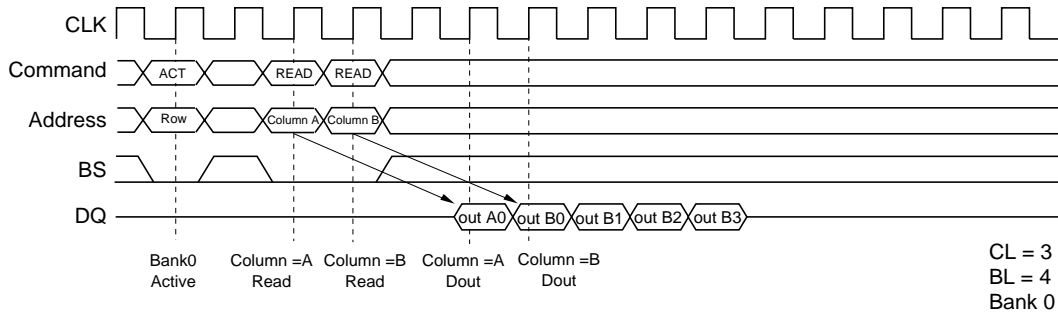 CLK
Command ACT READ READ
Address Row Column A Column B
BS
DQ out A0 out B0 out B1 out B2 out B3
Bank0 Column =A Column =B Column =A Column =B
Active Read Read Dout Dout
CL = 3
BL = 4
Bank 0